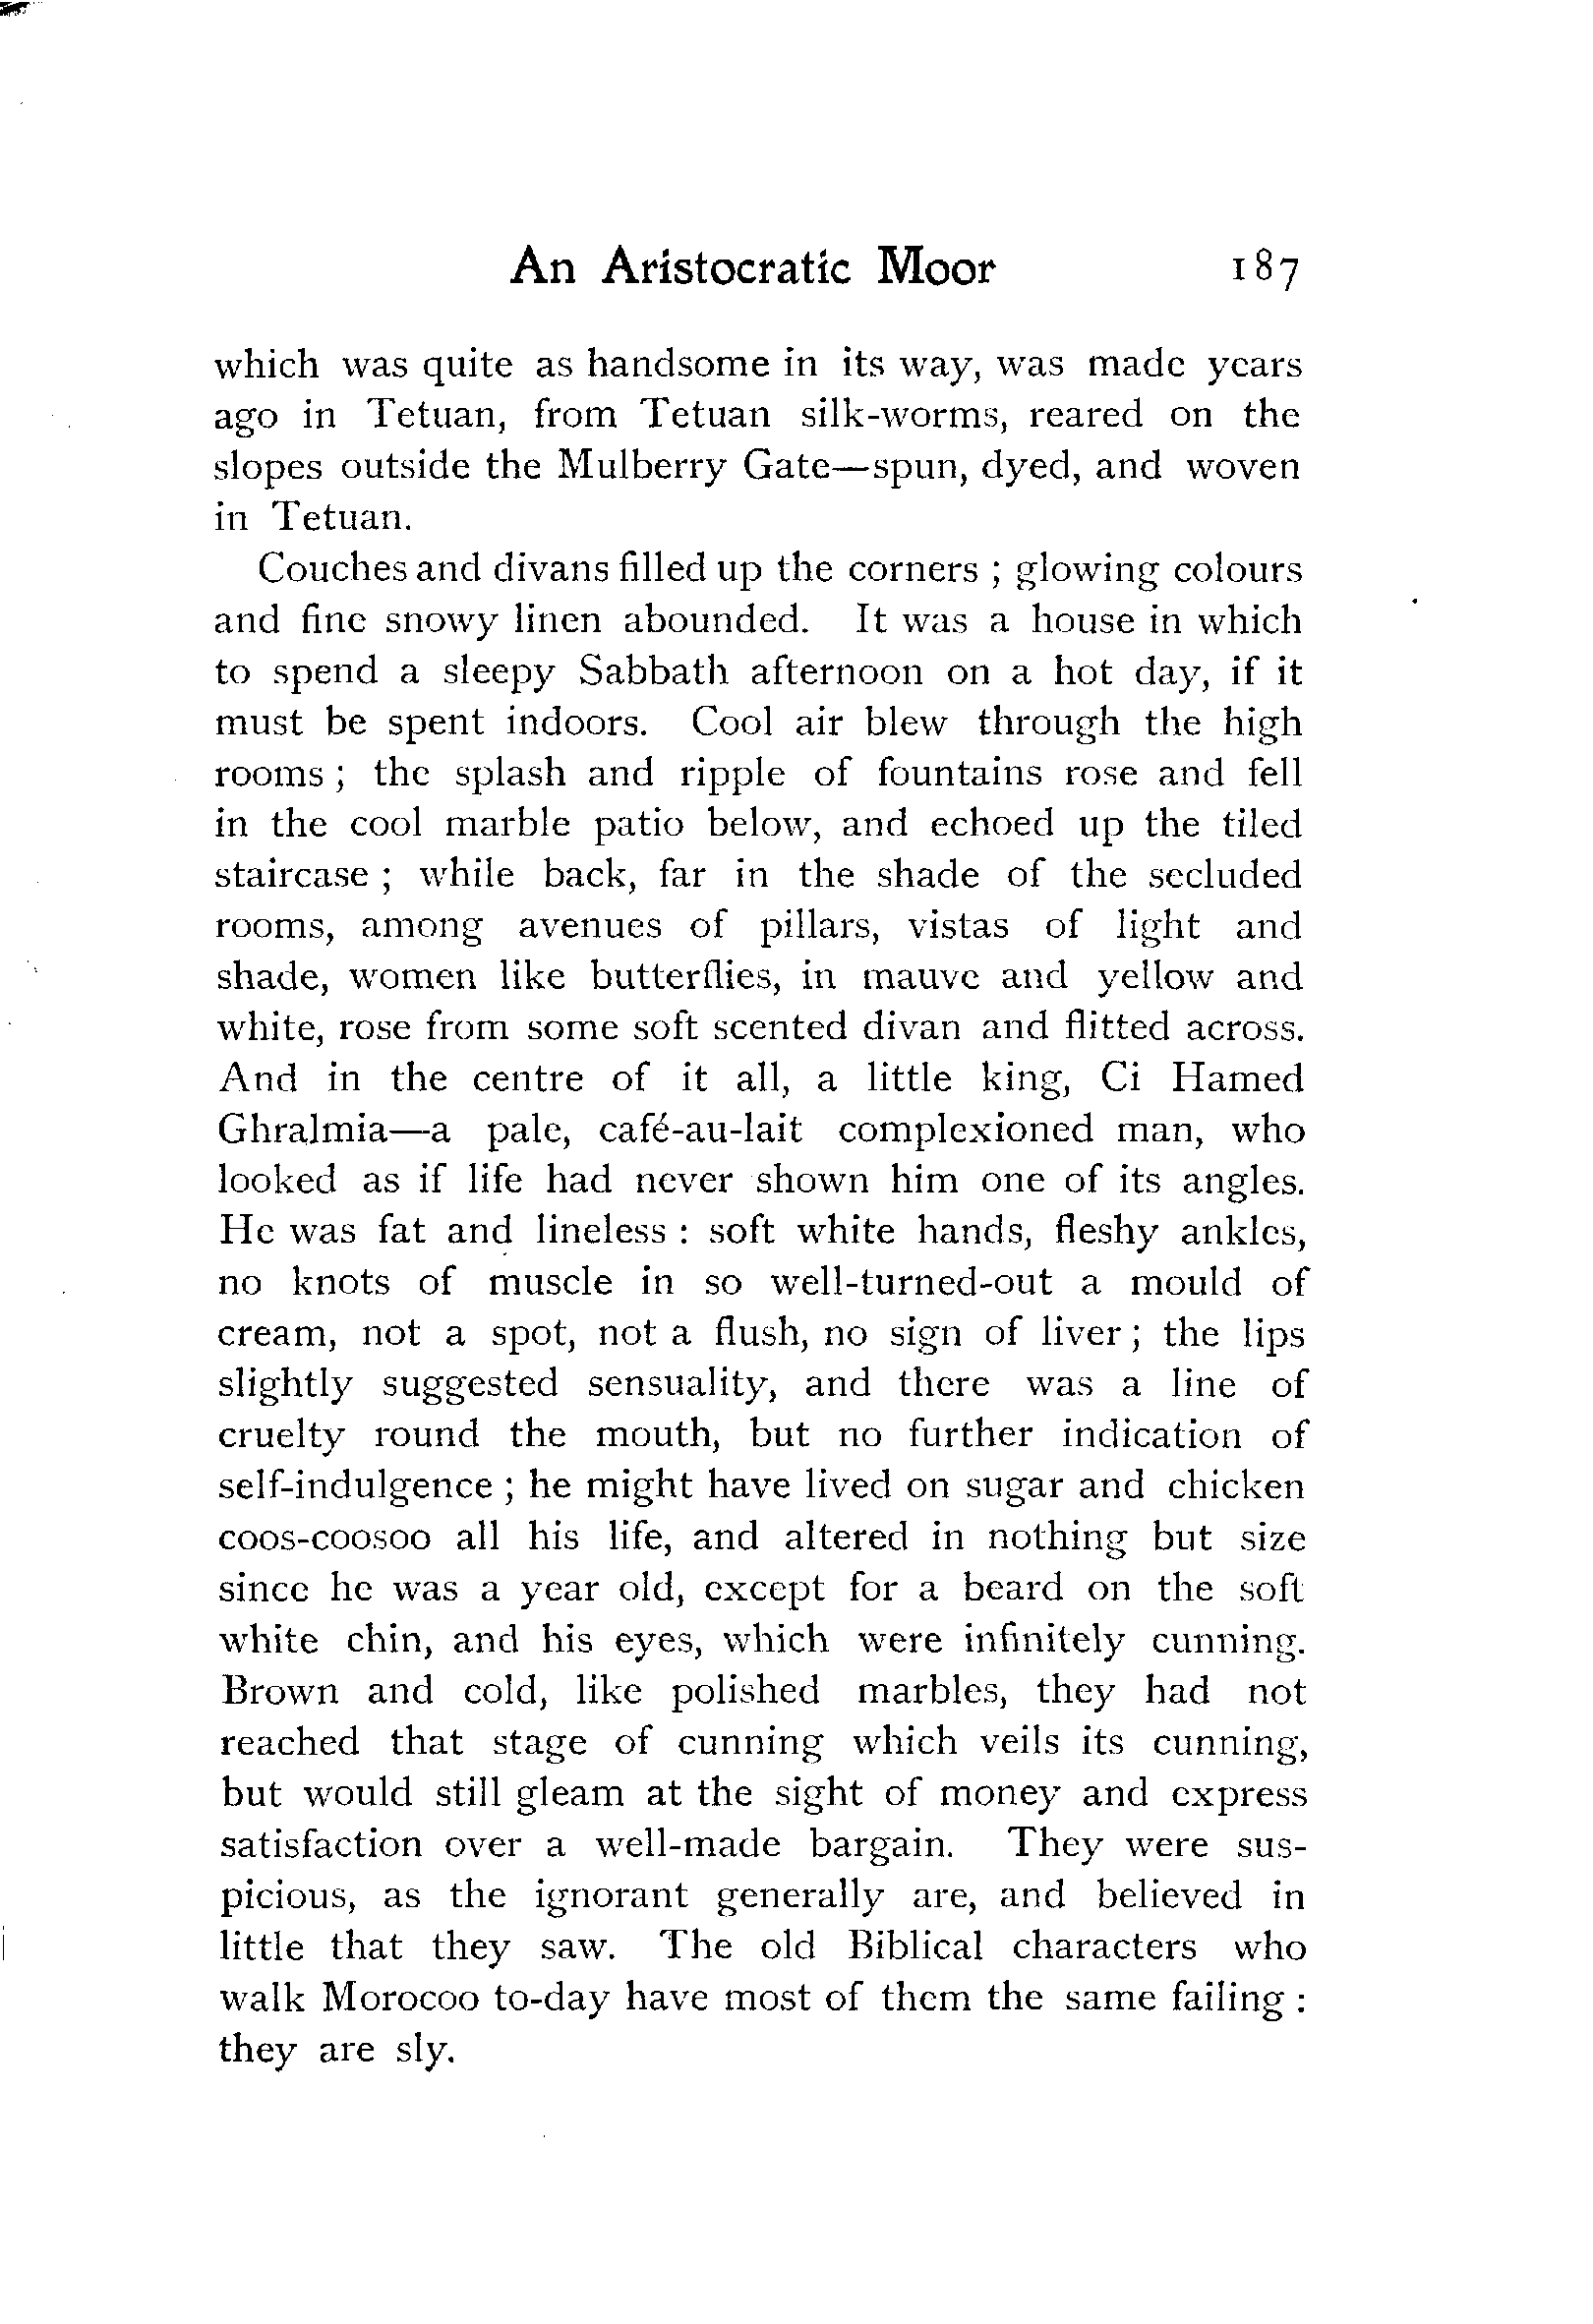 An Aristocratic Moor 187
which was quite as handsome in its way, was made years
ago in Tetuan, from Tetuan silk-worms, reared on the
slopes outside the Mulberry Gate—spun, dyed, and woven
in Tetuan.
Couches and divans filled up the corners ; glowing colours
and fine snowy linen abounded. It was a house in which
to spend a sleepy Sabbath afternoon on a hot day, if it
must be spent indoors. Cool air blew through the high
rooms ; the splash and ripple of fountains rose and fell
in the cool marble patio below, and echoed up the tiled
staircase ; while back, far in the shade of the secluded
rooms, among avenues of pillars, vistas of light and
shade, women like butterflies, in mauve and yellow and
white, rose from some soft scented divan and flitted across.
And in the centre of it all, a little king, Ci Hamed
Ghralmia—a pale, café-au-lait complexioned man, who
looked as if life had never shown him one of its angles.
He was fat and lineless : soft white hands, fleshy ankles,
no knots of muscle in so well-turned-out a mould of
cream, not a spot, not a flush, no sign of liver ; the lips
slightly suggested sensuality, and there was a line of
cruelty round the mouth, but no further indication of
self-indulgence ; he might have lived on sugar and chicken
coos-coosoo all his life, and altered in nothing but size
since he was a year old, except for a beard on the soft
white chin, and his eyes, which were infinitely cunning.
Brown and cold, like polished marbles, they had not
reached that stage of cunning which veils its cunning,
but would still gleam at the sight of money and express
satisfaction over a well-made bargain. They were sus-
picious, as the ignorant generally are, and believed in
little that they saw. The old Biblical characters who
walk Morocoo to-day have most of them the same failing :
they are sly.